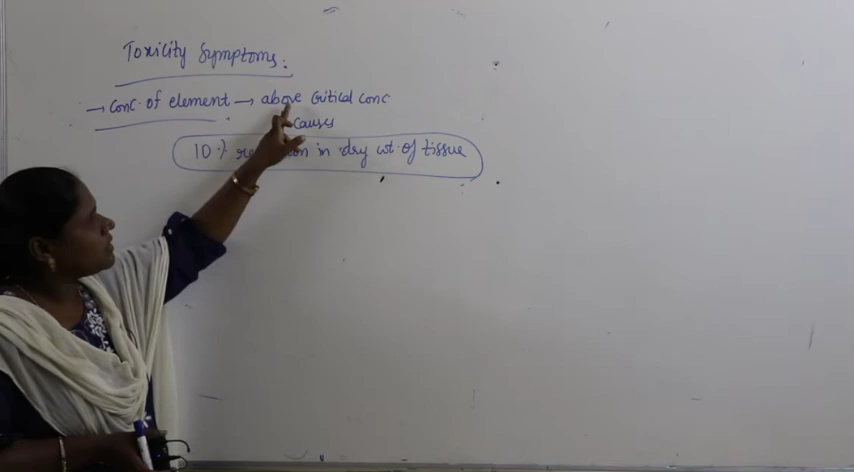 Toxicity Symptoms:
→ Conc. of element → above Critical conc
causes
10% in dry wt. of tissue